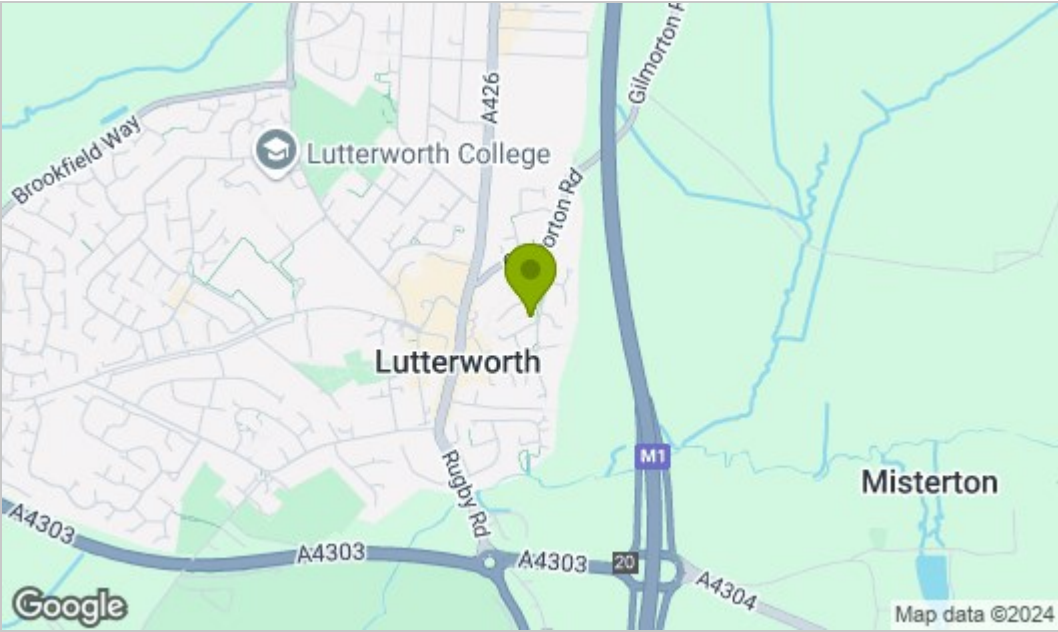 Gilmorton R
A426
Brookfield Way
Lutterworth College
orton Rd
Lutterworth
Rugby Rd
M1
Misterton
A4303
A4303
A4303
20
A4304
Google
Map data ©2024